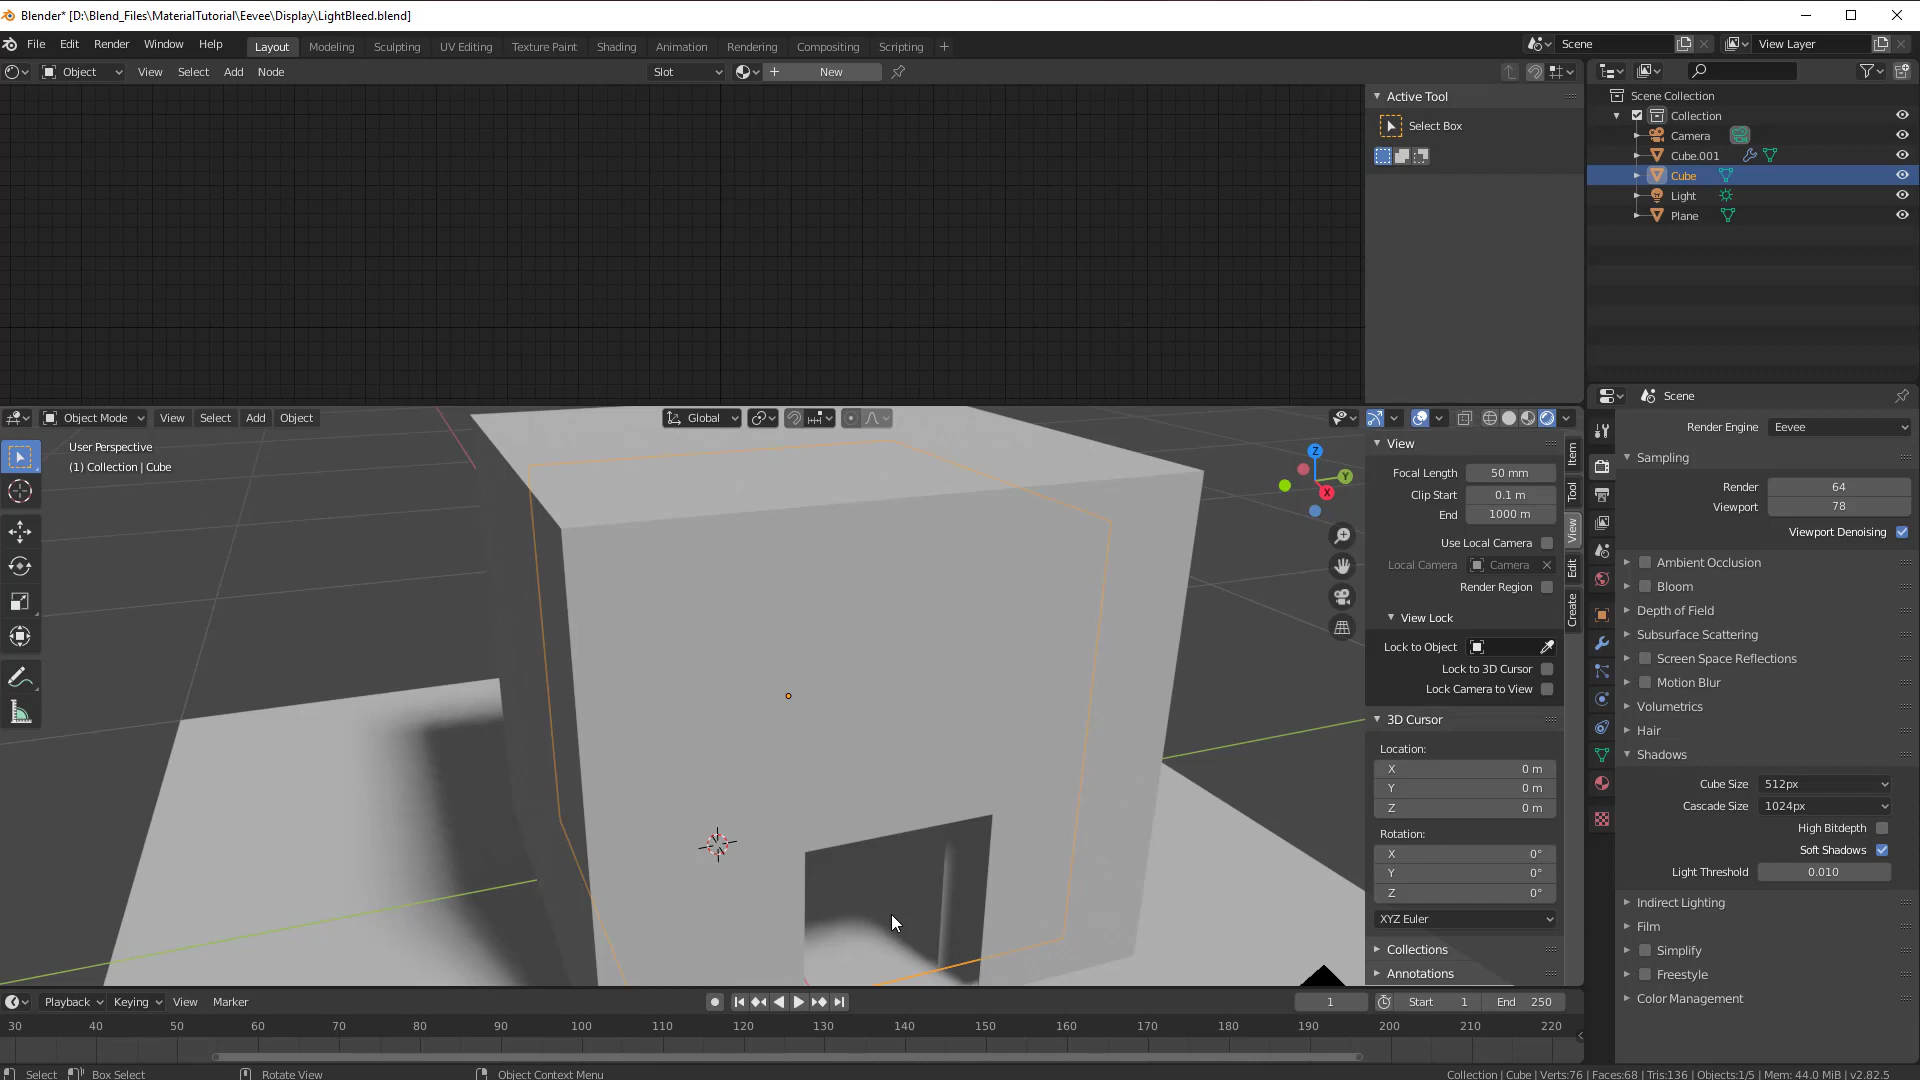 Blender* [D:\Blend_Files\MaterialTutorial\Eevee\Display\LightBleed.blend]
File Edit Render Window Help Layout Modeling Sculpting UV Editing Texture Paint Shading Animation Rendering Compositing Scripting + Scene View Layer
Object View Select Add Node Slot New
Active Tool
Select Box
Scene Collection
Collection
Camera
Cube.001
Cube
Light
Plane
Object Mode View Select Add Object Global
User Perspective
(1) Collection | Cube
Z
Y
X
View
Focal Length 50 mm
Clip Start 0.1 m
End 1000 m
Use Local Camera
Local Camera Camera
Render Region
View Lock
Lock to Object
Lock to 3D Cursor
Lock Camera to View
3D Cursor
Location:
X 0 m
Y 0 m
Z 0 m
Rotation:
X 0°
Y 0°
Z 0°
XYZ Euler
Collections
Annotations
Item
Tool
View
Edit
Create
Scene
Render Engine Eevee
Sampling
Render 64
Viewport 78
Viewport Denoising
Ambient Occlusion
Bloom
Depth of Field
Subsurface Scattering
Screen Space Reflections
Motion Blur
Volumetrics
Hair
Shadows
Cube Size 512px
Cascade Size 1024px
High Bitdepth
Soft Shadows
Light Threshold 0.010
Indirect Lighting
Film
Simplify
Freestyle
Color Management
Playback Keying View Marker 1 Start 1 End 250
30 40 50 60 70 80 90 100 110 120 130 140 150 160 170 180 190 200 210 220
Select Box Select Rotate View Object Context Menu Collection | Cube | Verts:76 | Faces:68 | Tris:136 | Objects:1/5 | Mem: 44.0 MiB | v2.82.5